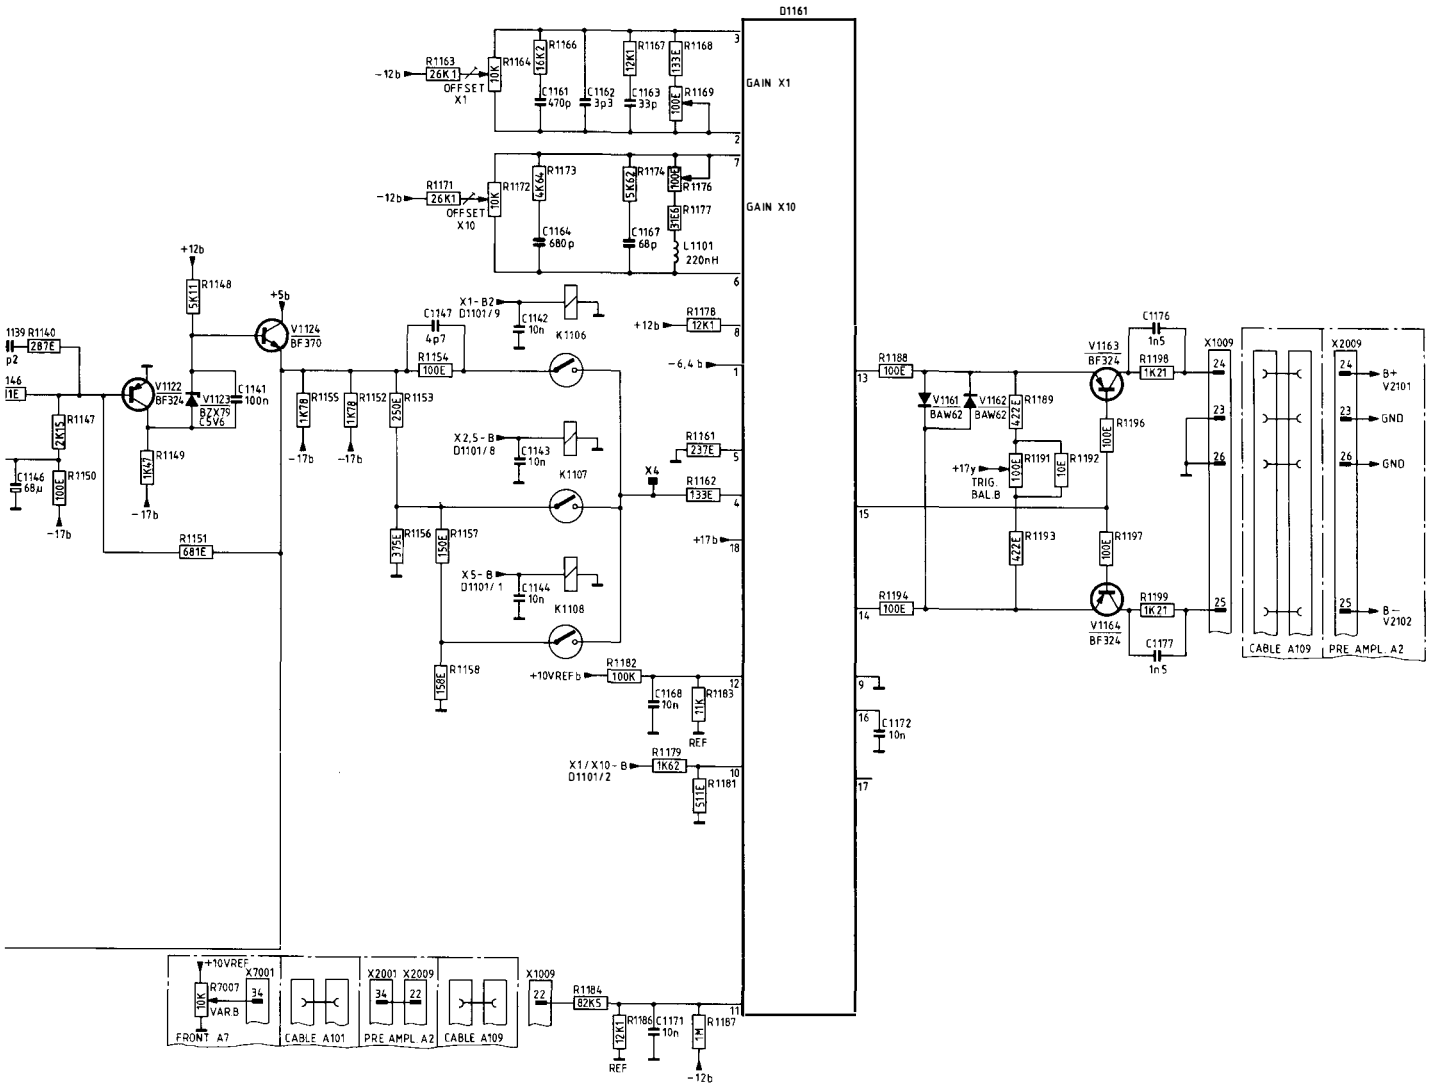 D1161
3
R1166
16K2
R1167
12K1
R1168
133E
R1164
10K
R1163
-12b
26K1
OFFSET
X1
C1161
470p
C1162
3p3
C1163
33p
R1169
100E
GAIN X1
2
7
R1173
4K64
R1174
5K62
100E
R1176
R1171
-12b
26K1
R1172
10K
OFFSET
X10
R1177
31E6
GAIN X10
C1164
680p
C1167
68p
L1101
220nH
6
+12b
R1148
5K11
+5b
V1124
BF370
X1-B2
D1101/9
C1142
10n
K1106
C1147
4p7
R1154
100E
R1178
+12b
12K1
8
-6,4 b
1
1139
p2
R1140
287E
146
1E
V1122
BF324
V1123
BZX79
C5V6
C1141
100n
R1155
1K78
-17b
R1152
1K78
-17b
R1153
250E
R1147
2K15
R1149
1K47
-17b
C1146
68µ
R1150
100E
-17b
R1151
681E
X2,5-B
D1101/8
C1143
10n
K1107
R1161
237E
5
X4
R1162
133E
4
R1156
375E
R1157
150E
+17b
18
X5-B
D1101/1
C1144
10n
K1108
R1158
158E
R1182
+10VREFb
100K
12
C1168
10n
R1183
11K
REF
X1/X10-B
D1101/2
R1179
1K62
10
R1181
511E
13
R1188
100E
V1161
BAW62
V1162
BAW62
R1189
422E
R1191
100E
R1192
10E
+17y
TRIG.
BAL.B
R1193
422E
15
14
R1194
100E
V1163
BF324
C1176
1n5
R1198
1K21
R1196
100E
R1197
100E
V1164
BF324
R1199
1K21
C1177
1n5
9
16
C1172
10n
17
X1009
24
23
26
25
CABLE A109
X2009
24
B+
V2101
23
GND
26
GND
25
B-
V2102
PRE AMPL. A2
+10VREF
R7007
10K
VAR.B
X7001
34
FRONT A7
CABLE A101
X2001
34
X2009
22
PRE AMPL. A2
CABLE A109
X1009
22
R1184
82K5
11
R1186
12K1
REF
C1171
10n
R1187
1M
-12b